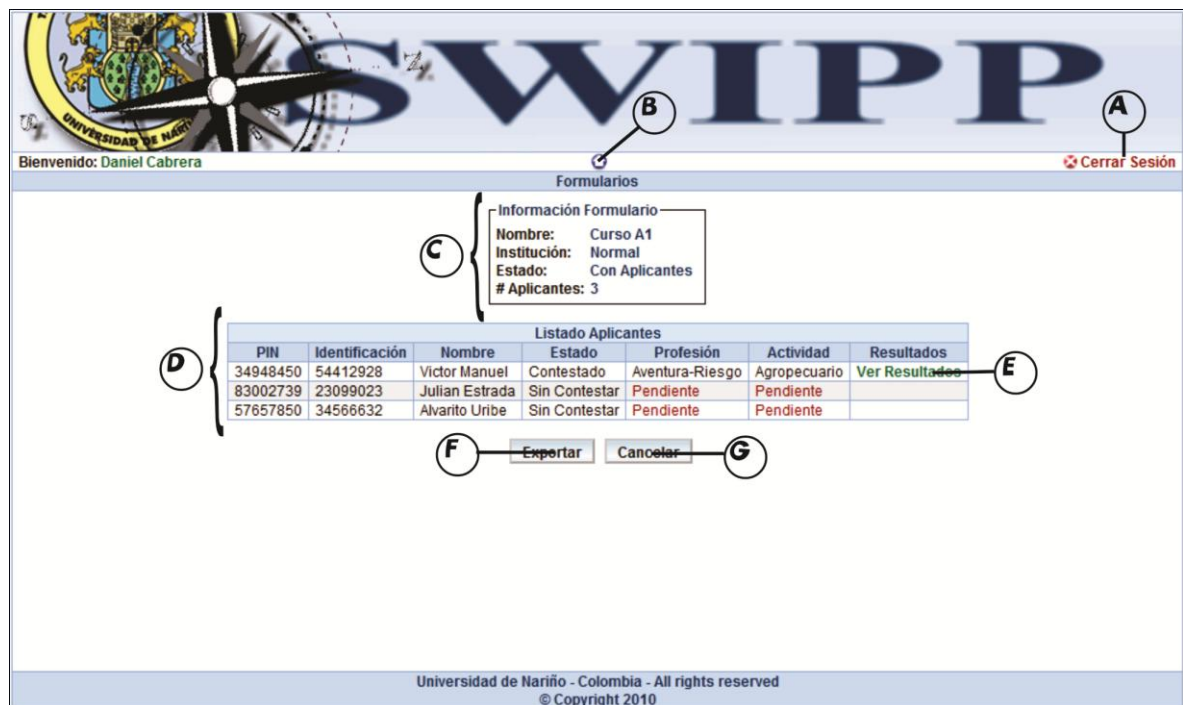 SWIPP
UNIVERSIDAD DE NARIÑ
B
A
Bienvenido: Daniel Cabrera
Cerrar Sesión
Formularios
C
Información Formulario
Nombre: Curso A1
Institución: Normal
Estado: Con Aplicantes
# Aplicantes: 3
D
Listado Aplicantes
PIN Identificación Nombre Estado Profesión Actividad Resultados
34948450 54412928 Victor Manuel Contestado Aventura-Riesgo Agropecuario Ver Resultados
E
83002739 23099023 Julian Estrada Sin Contestar Pendiente Pendiente
57657850 34566632 Alvarito Uribe Sin Contestar Pendiente Pendiente
F
Exportar Cancelar
G
Universidad de Nariño - Colombia - All rights reserved
© Copyright 2010